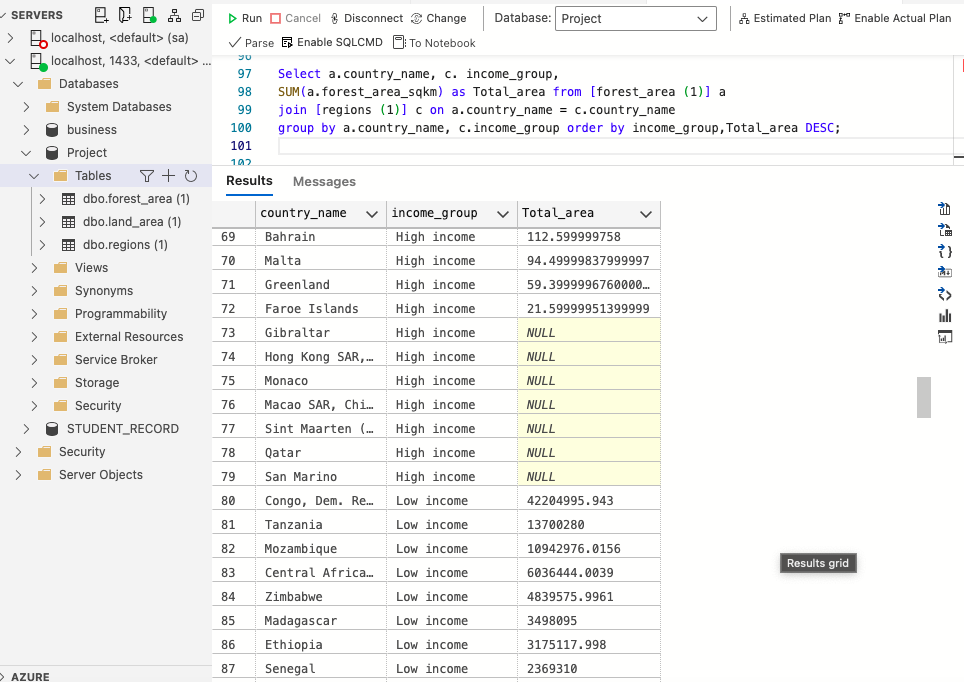 SERVERS
localhost, <default> (sa)
localhost, 1433, <default> ...
Databases
System Databases
business
Project
Tables
dbo.forest_area (1)
dbo.land_area (1)
dbo.regions (1)
Views
Synonyms
Programmability
External Resources
Service Broker
Storage
Security
STUDENT_RECORD
Security
Server Objects
AZURE
Run Cancel Disconnect Change Database: Project Estimated Plan Enable Actual Plan
Parse Enable SQLCMD To Notebook
96
97 Select a.country_name, c. income_group,
98 SUM(a.forest_area_sqkm) as Total_area from [forest_area (1)] a
99 join [regions (1)] c on a.country_name = c.country_name
100 group by a.country_name, c.income_group order by income_group,Total_area DESC;
101
102
Results Messages
country_name income_group Total_area
69 Bahrain High income 112.599999758
70 Malta High income 94.49999837999997
71 Greenland High income 59.3999996760000…
72 Faroe Islands High income 21.59999951399999
73 Gibraltar High income NULL
74 Hong Kong SAR,… High income NULL
75 Monaco High income NULL
76 Macao SAR, Chi… High income NULL
77 Sint Maarten (… High income NULL
78 Qatar High income NULL
79 San Marino High income NULL
80 Congo, Dem. Re… Low income 42204995.943
81 Tanzania Low income 13700280
82 Mozambique Low income 10942976.0156
83 Central Africa… Low income 6036444.0039
84 Zimbabwe Low income 4839575.9961
85 Madagascar Low income 3498095
86 Ethiopia Low income 3175117.998
87 Senegal Low income 2369310
Results grid